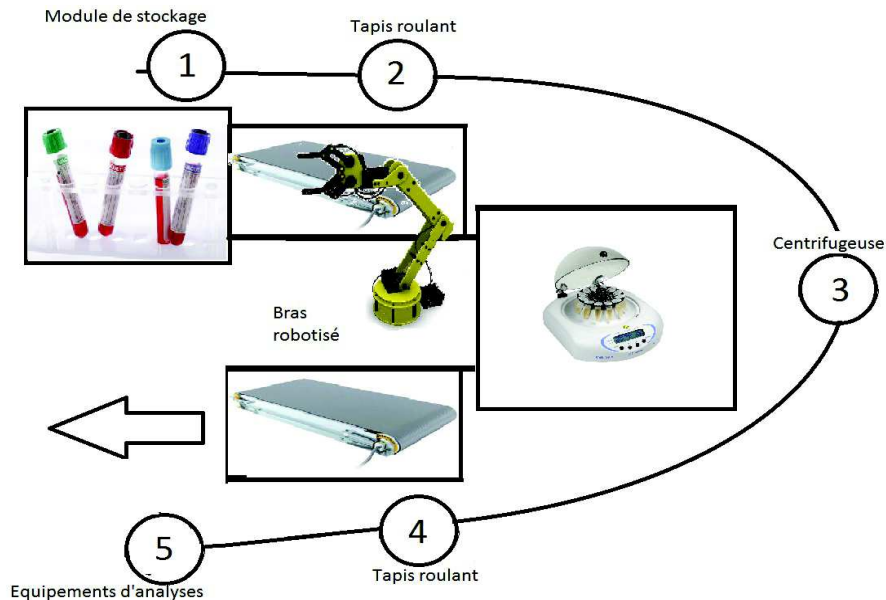 Module de stockage
1
Tapis roulant
2
Centrifugeuse
3
Bras
robotisé
4
Tapis roulant
5
Equipements d'analyses